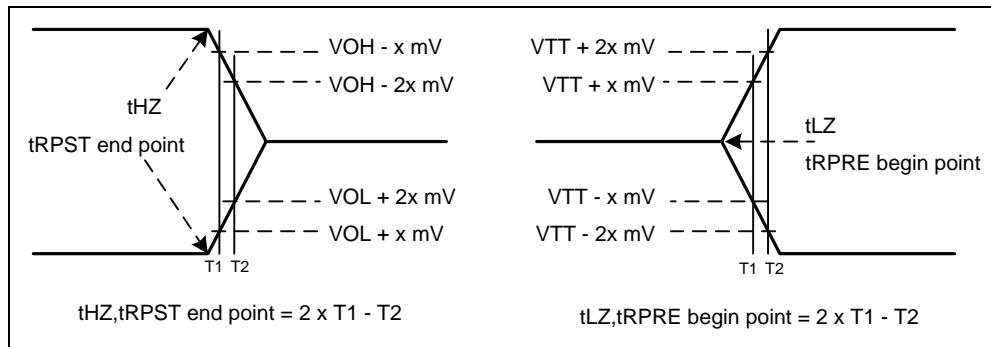 VOH - x mV
VOH - 2x mV
tHZ
tRPST end point
VOL + 2x mV
VOL + x mV
T1 T2
tHZ,tRPST end point = 2 x T1 - T2
VTT + 2x mV
VTT + x mV
tLZ
tRPRE begin point
VTT - x mV
VTT - 2x mV
T1 T2
tLZ,tRPRE begin point = 2 x T1 - T2